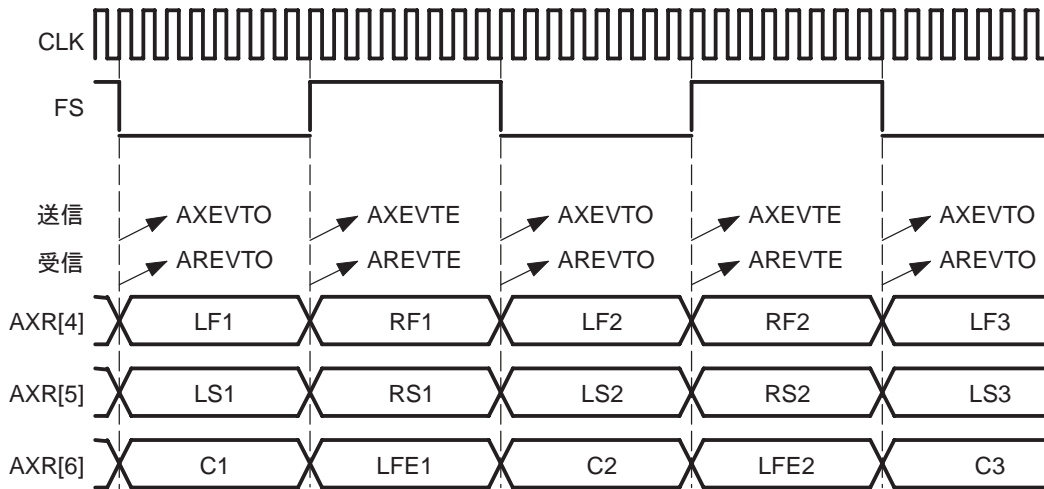 CLK
FS
送信 AXEVTO AXEVTE AXEVTO AXEVTE AXEVTO
受信 AREVTO AREVTE AREVTO AREVTE AREVTO
AXR[4] LF1 RF1 LF2 RF2 LF3
AXR[5] LS1 RS1 LS2 RS2 LS3
AXR[6] C1 LFE1 C2 LFE2 C3